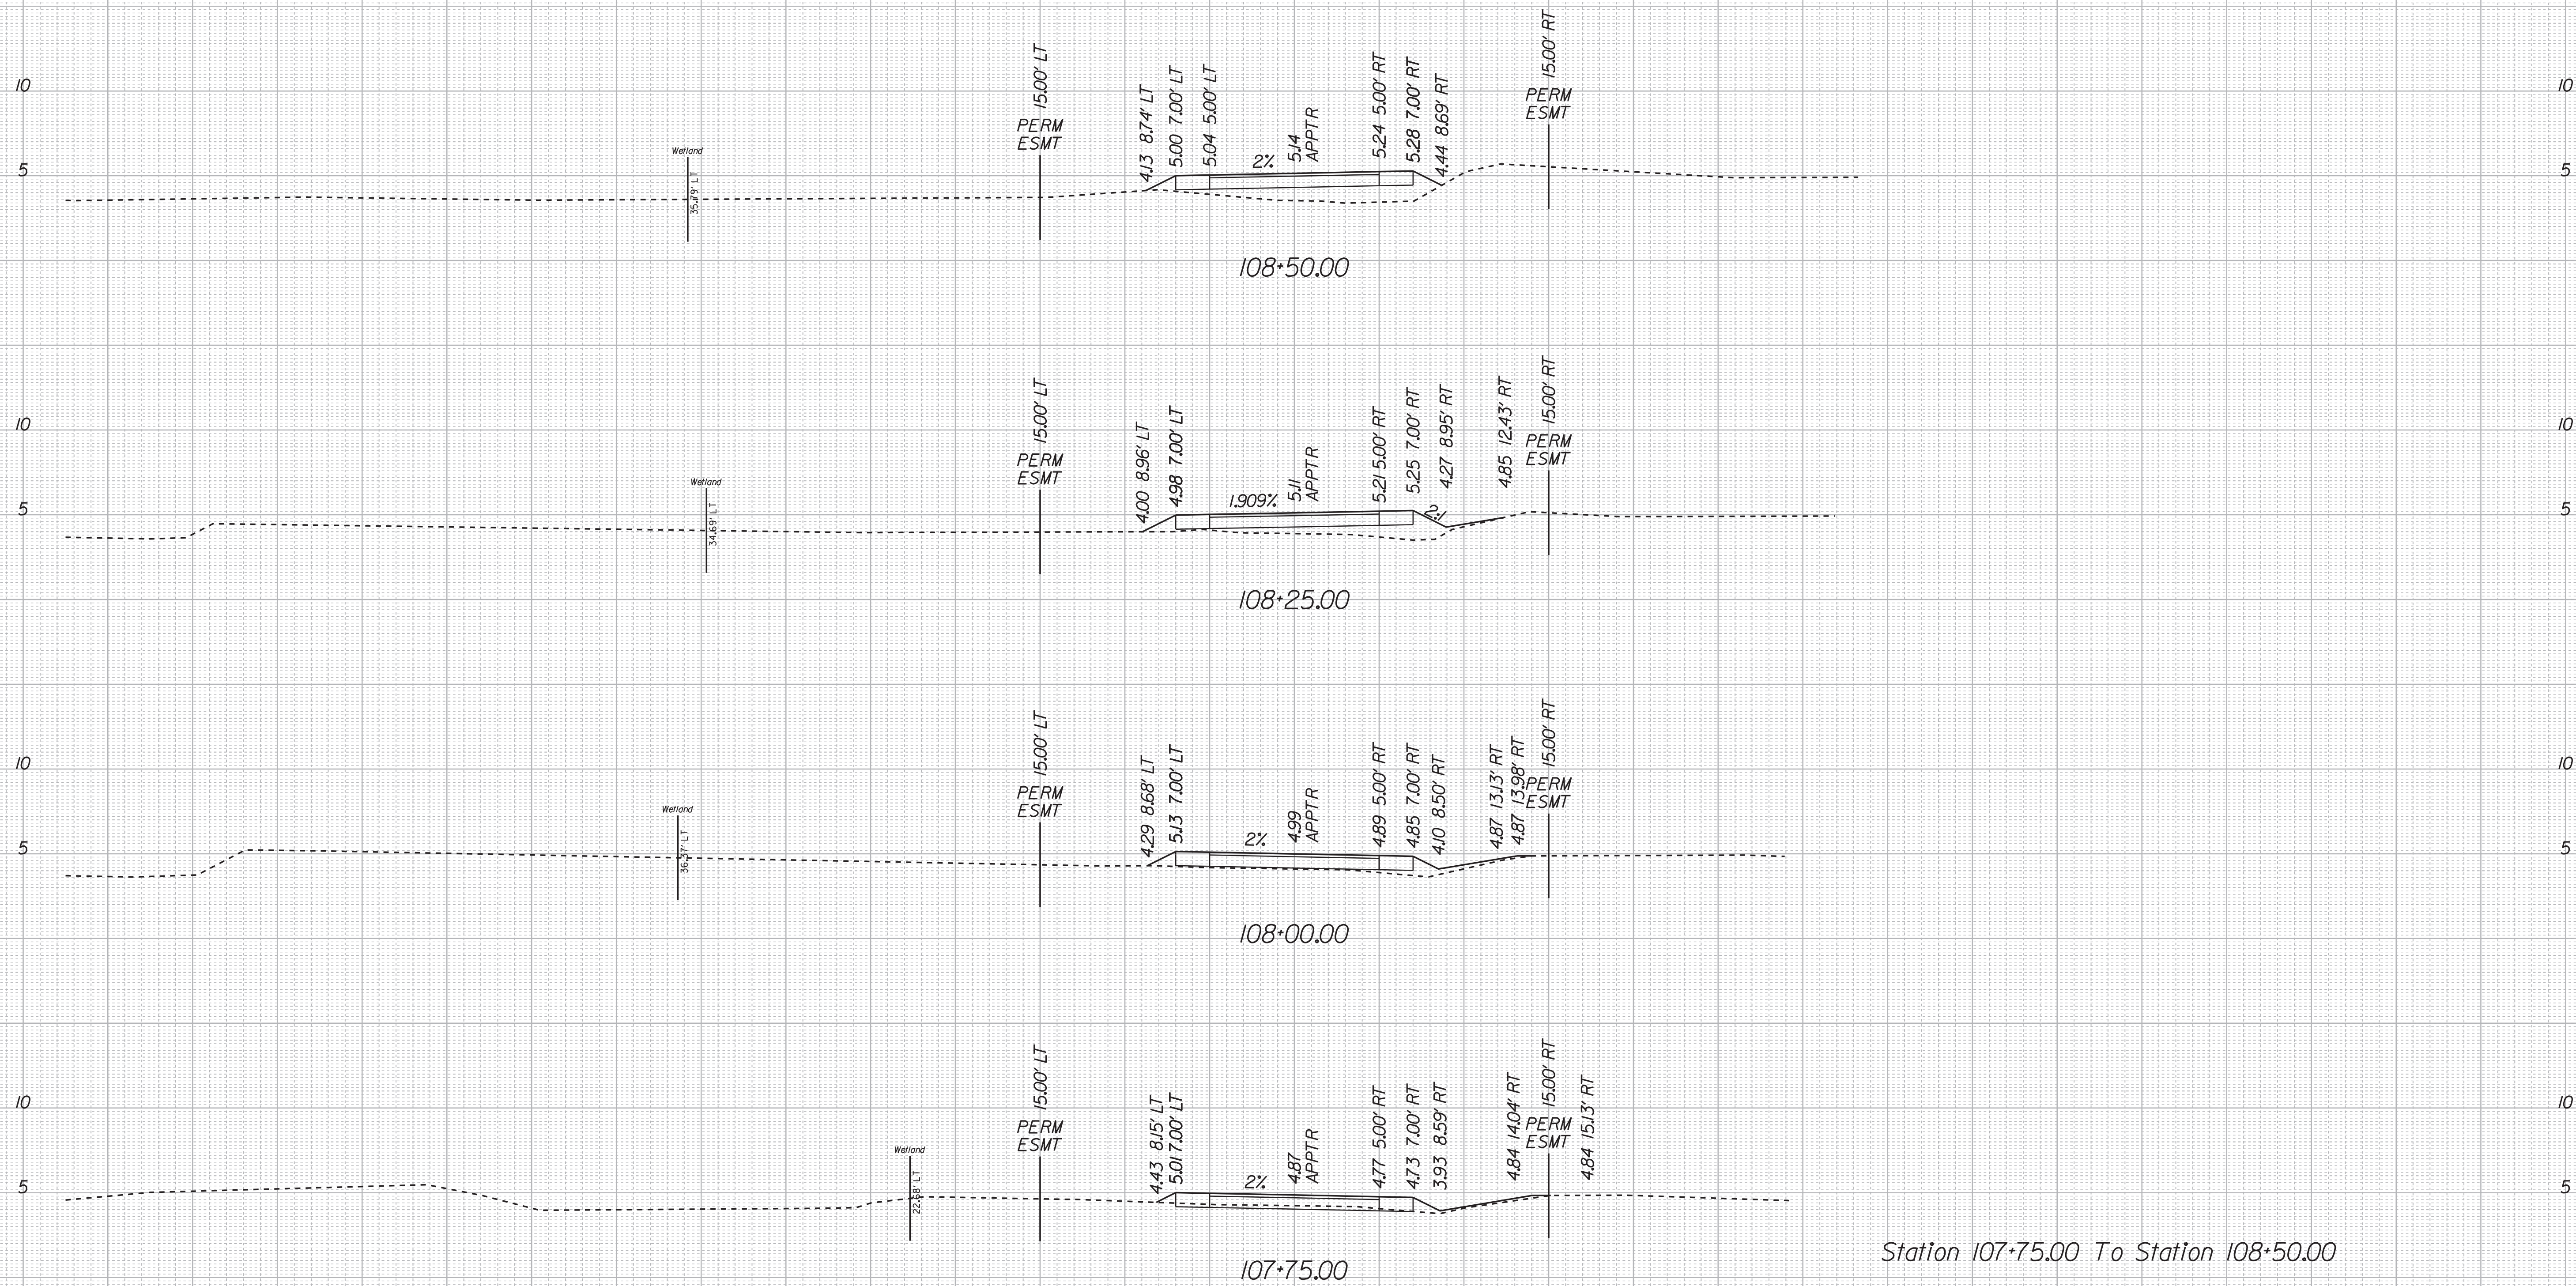 15.00' LT
PERM
ESMT
4.13 8.74' LT
5.00 7.00' LT
5.04 5.00' LT
2%
5.14
APPTR
5.24 5.00' RT
5.28 7.00' RT
4.44 8.69' RT
15.00' RT
PERM
ESMT
10
10
5
5
Wetland
35.79' LT
108+50.00
15.00' LT
PERM
ESMT
4.00 8.96' LT
4.98 7.00' LT
1.909%
5.11
APPTR
5.21 5.00' RT
5.25 7.00' RT
4.27 8.95' RT
2:1
4.85 12.43' RT
15.00' RT
PERM
ESMT
10
10
5
5
Wetland
34.69' LT
108+25.00
15.00' LT
PERM
ESMT
4.29 8.68' LT
5.13 7.00' LT
2%
4.99
APPTR
4.89 5.00' RT
4.85 7.00' RT
4.10 8.50' RT
4.87 13.13' RT
4.87 13.98' RT
15.00' RT
PERM
ESMT
10
10
5
5
Wetland
36.37' LT
108+00.00
15.00' LT
PERM
ESMT
4.43 8.15' LT
5.01 7.00' LT
2%
4.87
APPTR
4.77 5.00' RT
4.73 7.00' RT
3.93 8.59' RT
4.84 14.04' RT
15.00' RT
PERM
ESMT
4.84 15.13' RT
10
10
5
5
Wetland
22.68' LT
107+75.00
Station 107+75.00 To Station 108+50.00